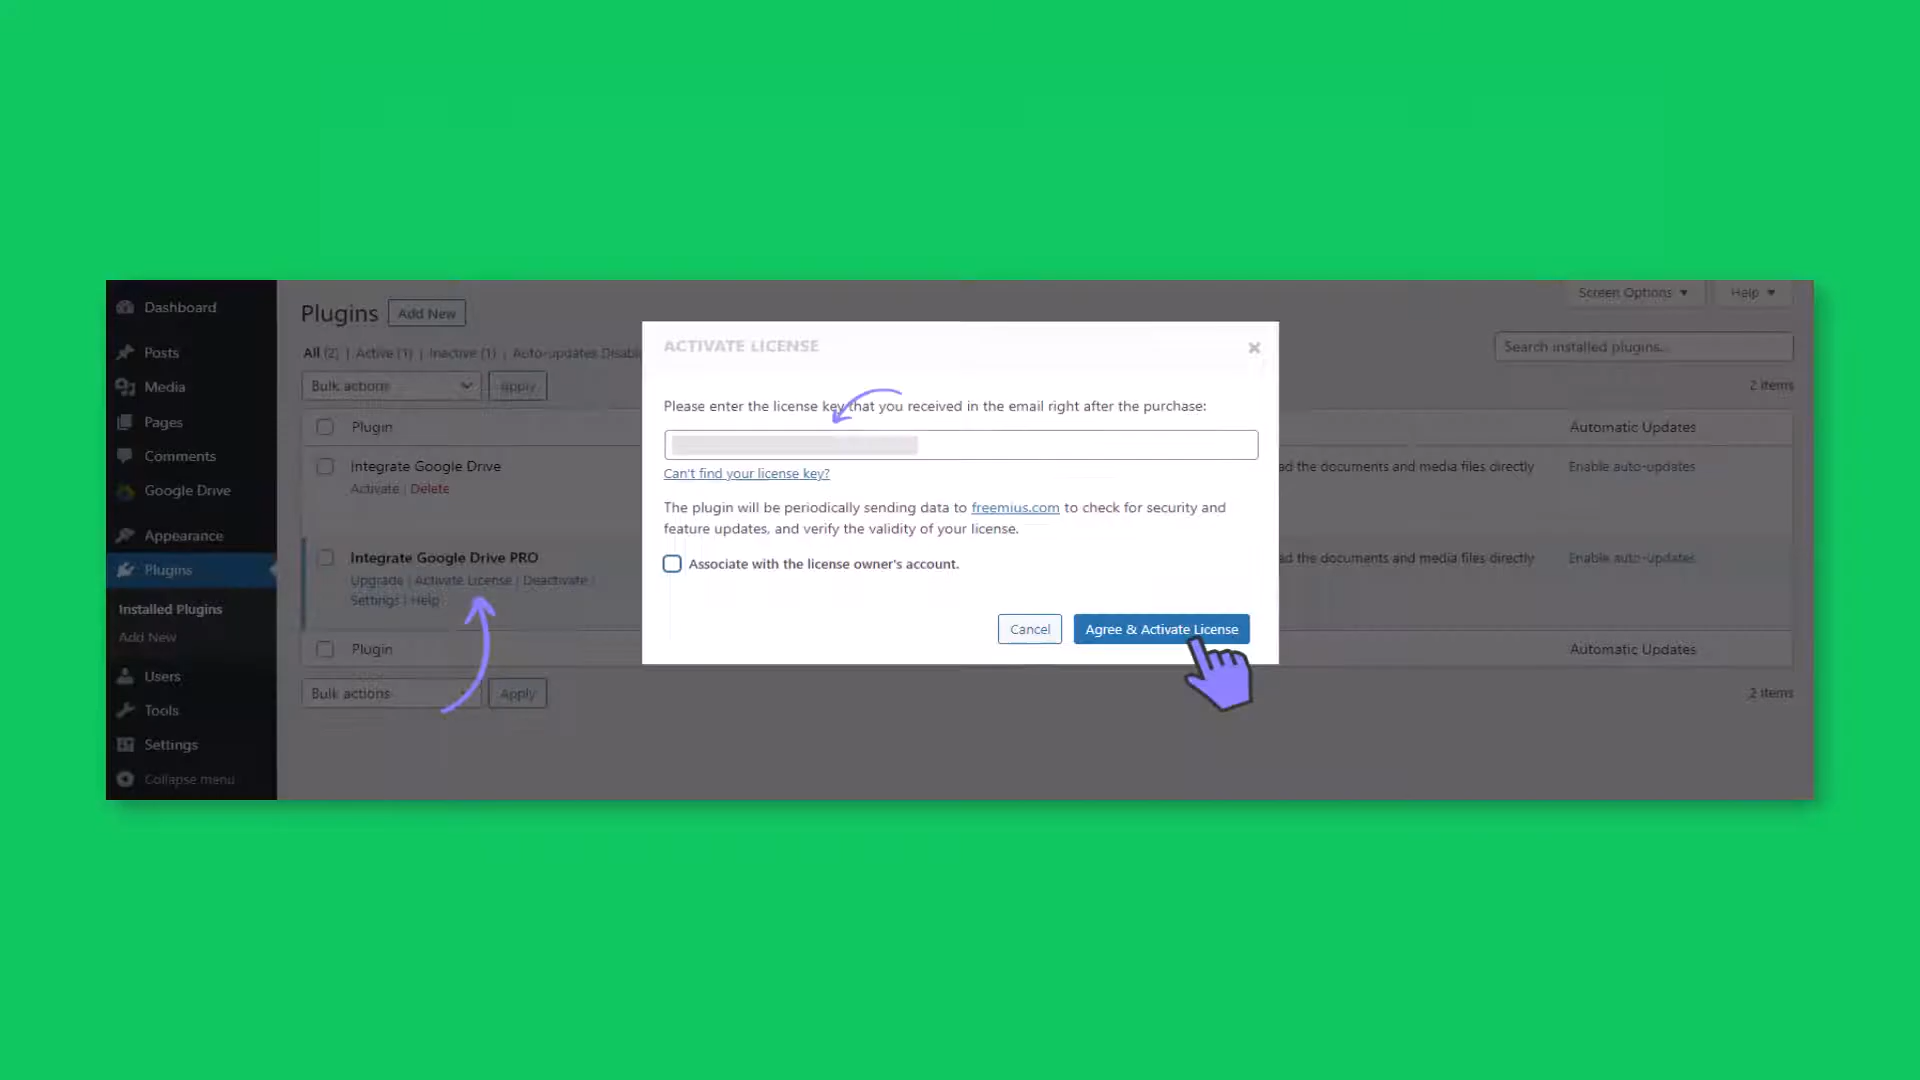 Dashboard
Posts
Media
Pages
Comments
Google Drive
Appearance
Plugins
Installed Plugins
Add New
Users
Tools
Settings
Collapse menu
Plugins
Add New
Screen Options ▼
Help ▼
All (2) | Active (1) | Inactive (1) | Auto-updates
Search installed plugins...
Bulk actions
Apply
2 items
Plugin
Automatic Updates
Integrate Google Drive
Activate | Delete
the documents and media files directly
Enable auto-updates
Integrate Google Drive PRO
Upgrade | Activate License | Deactivate |
Settings | Help
the documents and media files directly
Enable auto-updates
Plugin
Automatic Updates
Bulk actions
Apply
2 items
ACTIVATE LICENSE
Please enter the license key that you received in the email right after the purchase:
Can't find your license key?
The plugin will be periodically sending data to freemius.com to check for security and
feature updates, and verify the validity of your license.
Associate with the license owner's account.
Cancel
Agree & Activate License